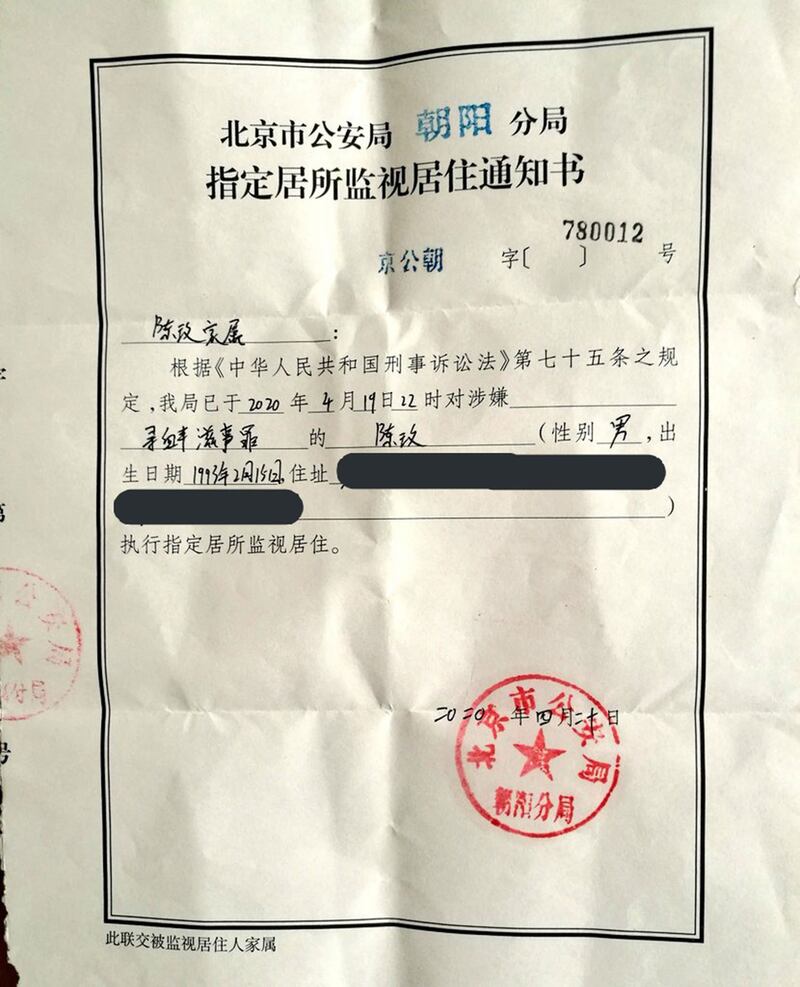 北京市公安局 朝阳 分局
指定居所监视居住通知书
780012
京公朝 字〔 〕 号
陈玫家属：
根据《中华人民共和国刑事诉讼法》第七十五条之规
定，我局已于2020年4月19日22时对涉嫌
寻衅滋事罪 的 陈玫 （性别 男，出
生日期 1993年2月15日，住址
）
执行指定居所监视居住。
二〇二〇年四月二十日
北京市公安局
朝阳分局
此联交被监视居住人家属